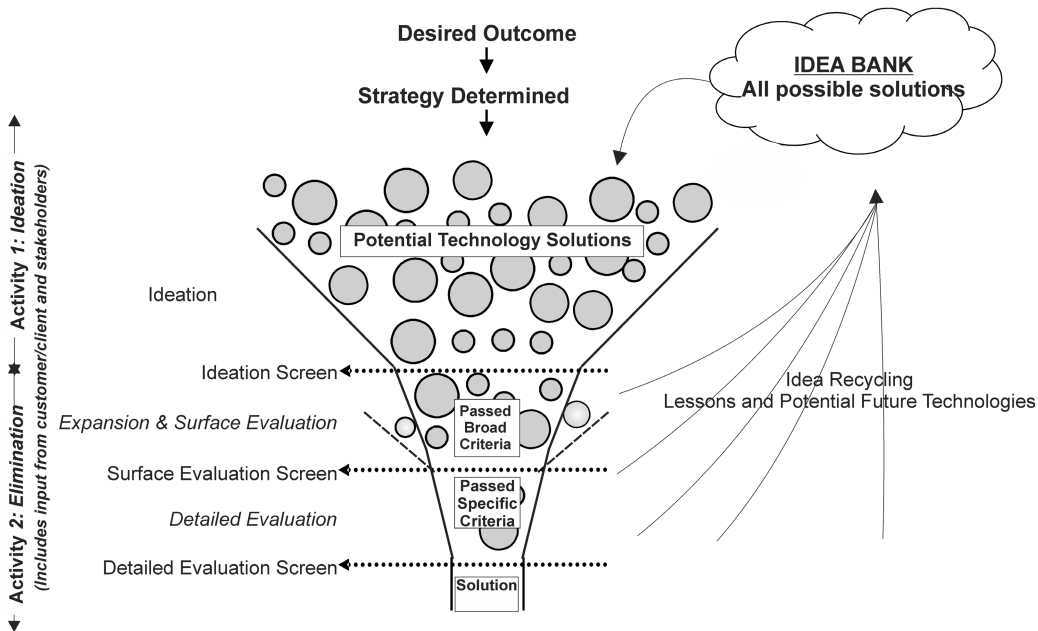 Desired Outcome
Strategy Determined
IDEA BANK
All possible solutions
Potential Technology Solutions
Ideation
Ideation Screen
Expansion & Surface Evaluation
Passed
Broad
Criteria
Surface Evaluation Screen
Passed
Specific
Criteria
Detailed Evaluation
Detailed Evaluation Screen
Solution
Idea Recycling
Lessons and Potential Future Technologies
Activity 1: Ideation
Activity 2: Elimination
(Includes input from customer/client and stakeholders)